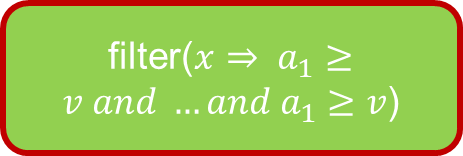 filter(x ⇒ a₁ ≥
v and ... and a₁ ≥ v)